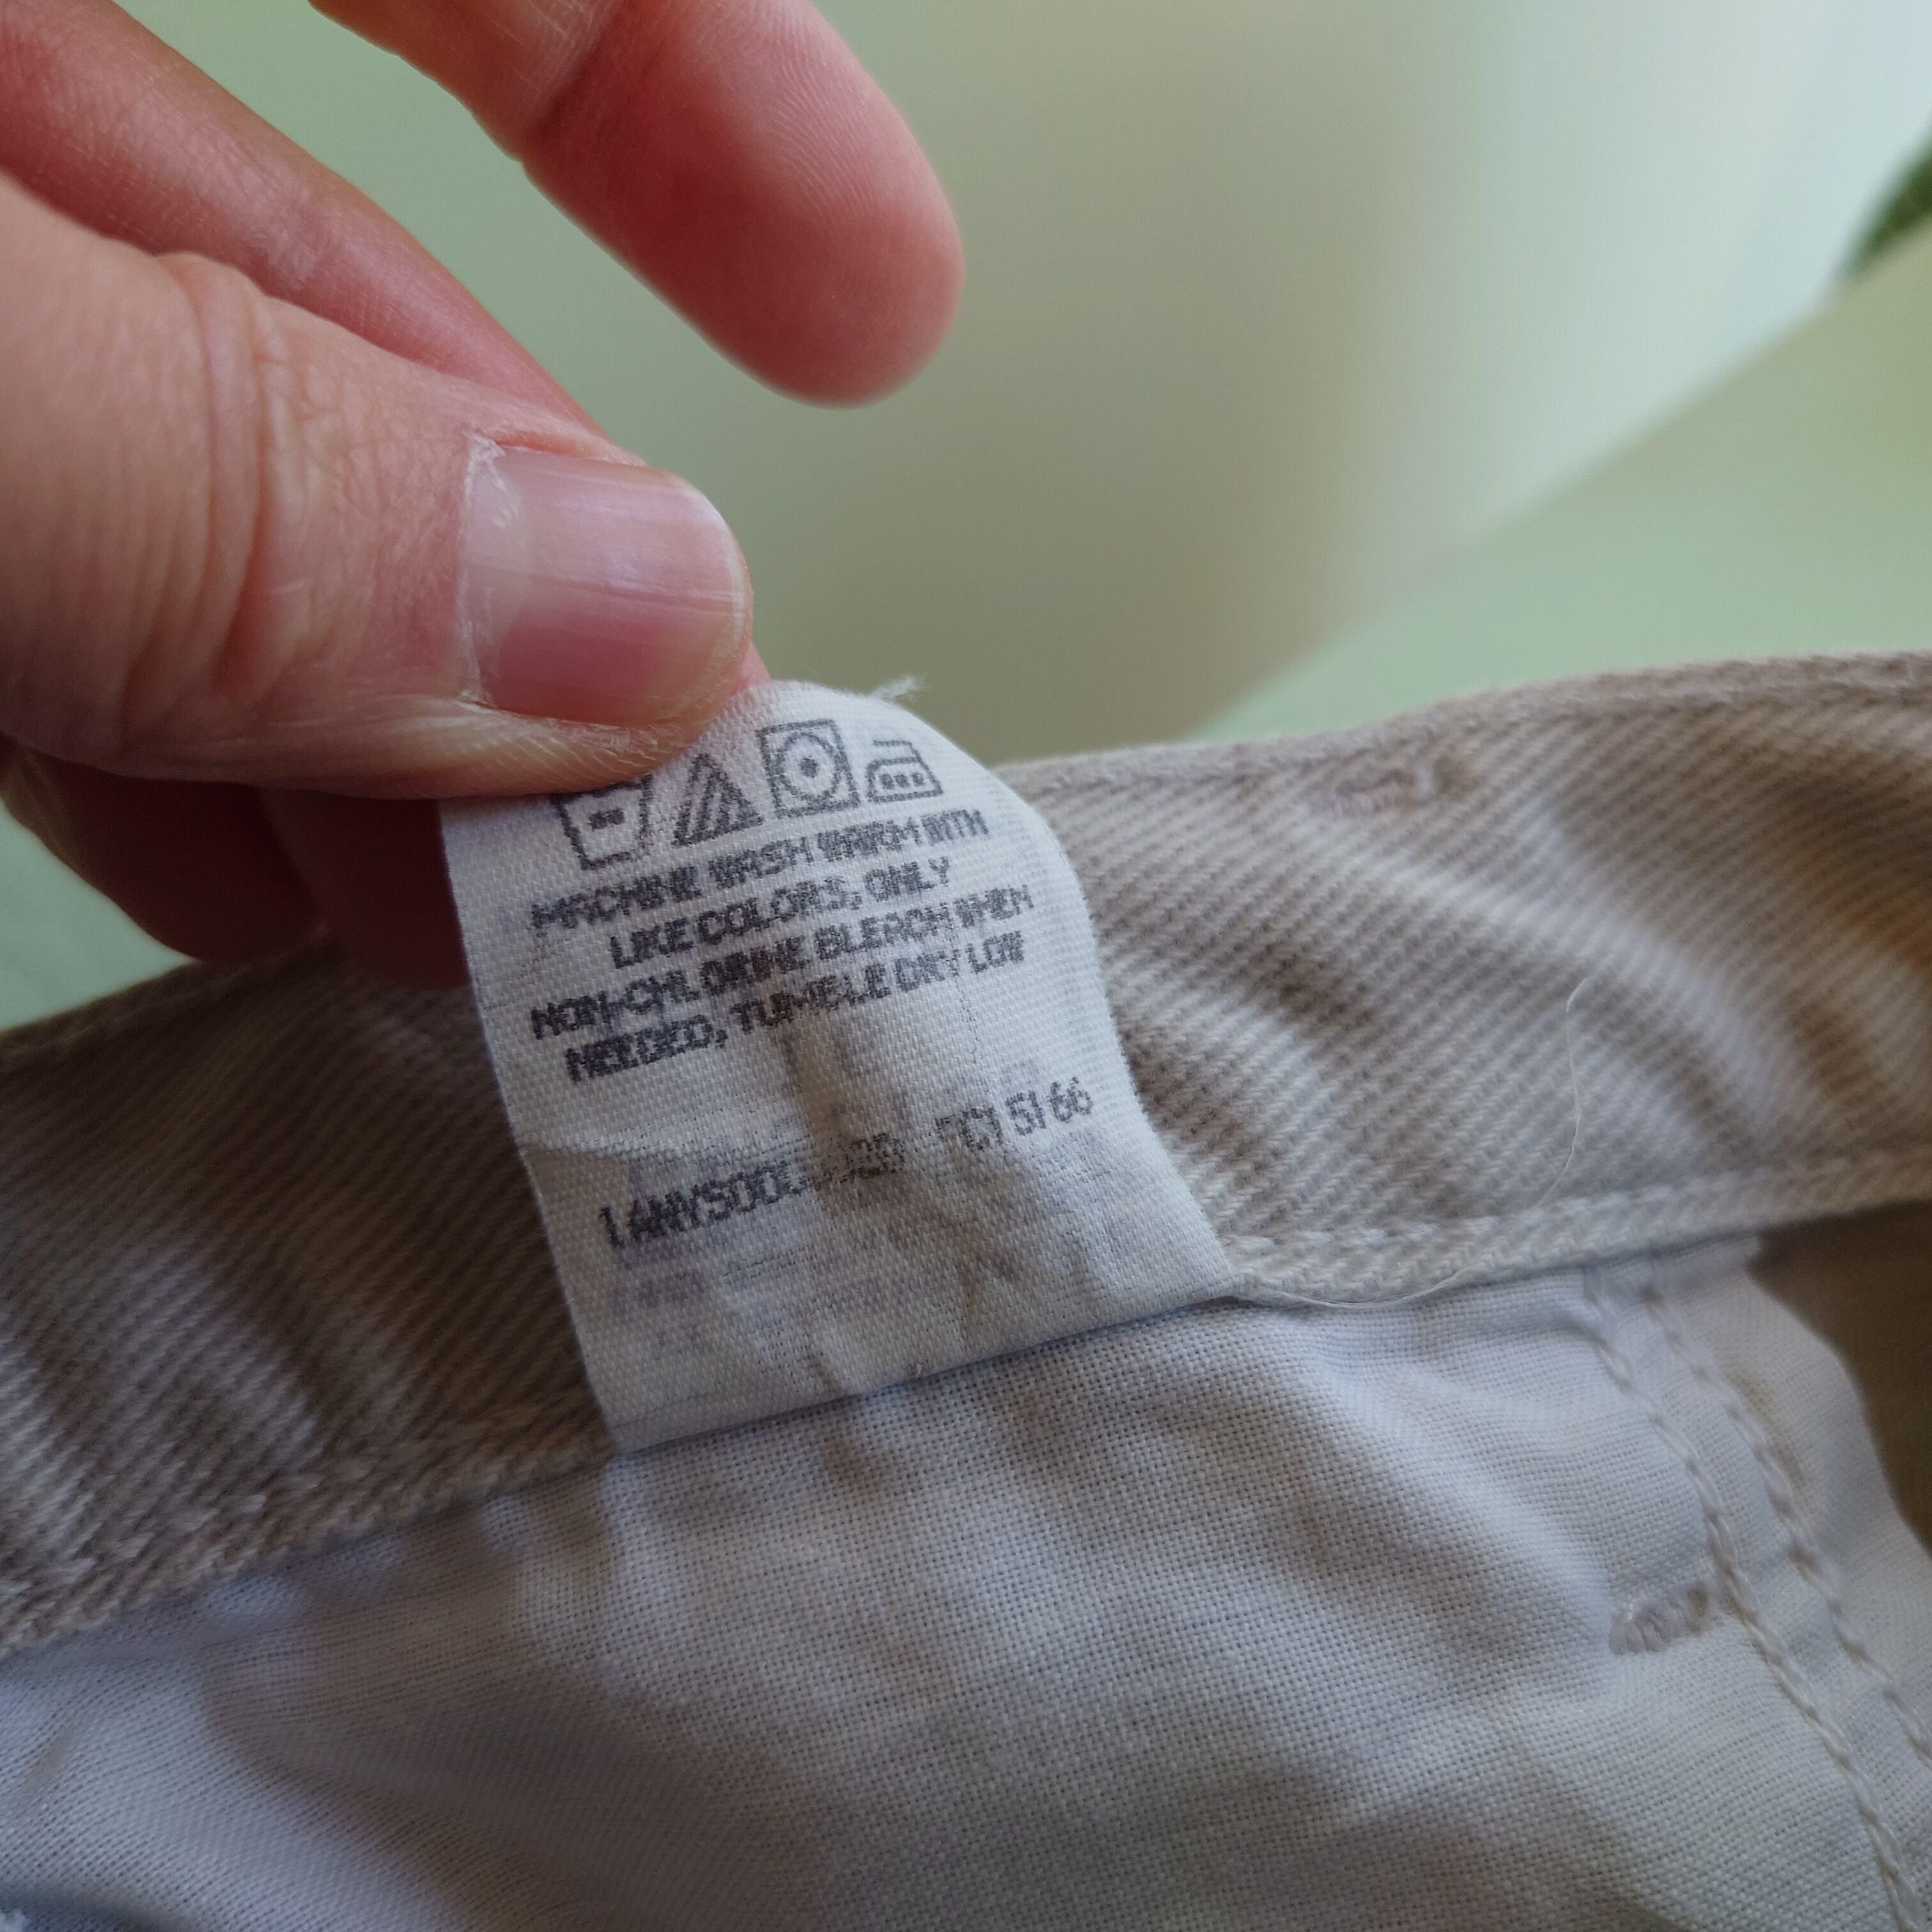 MACHINE WASH WARM WITH
LIKE COLORS, ONLY
NON-CHLORINE BLEACH WHEN
NEEDED, TUMBLE DRY LOW